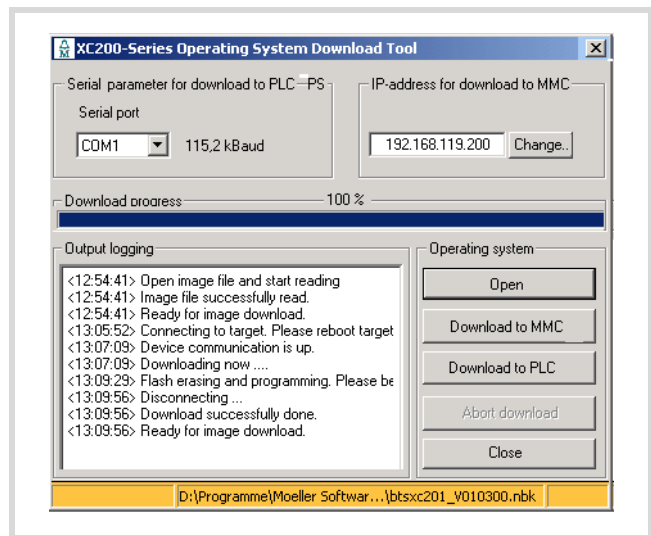 XC200-Series Operating System Download Tool
Serial parameter for download to PLC PS
IP-address for download to MMC
Serial port
COM1
115,2 kBaud
192.168.119.200
Change..
Download progress
100 %
Output logging
<12:54:41> Open image file and start reading
<12:54:41> Image file successfully read.
<12:54:41> Ready for image download.
<13:05:52> Connecting to target. Please reboot target
<13:07:09> Device communication is up.
<13:07:09> Downloading now ....
<13:09:29> Flash erasing and programming. Please be
<13:09:56> Disconnecting ...
<13:09:56> Download successfully done.
<13:09:56> Ready for image download.
Operating system
Open
Download to MMC
Download to PLC
Abort download
Close
D:\Programme\Moeller Softwar...\btsxc201_V010300.nbk